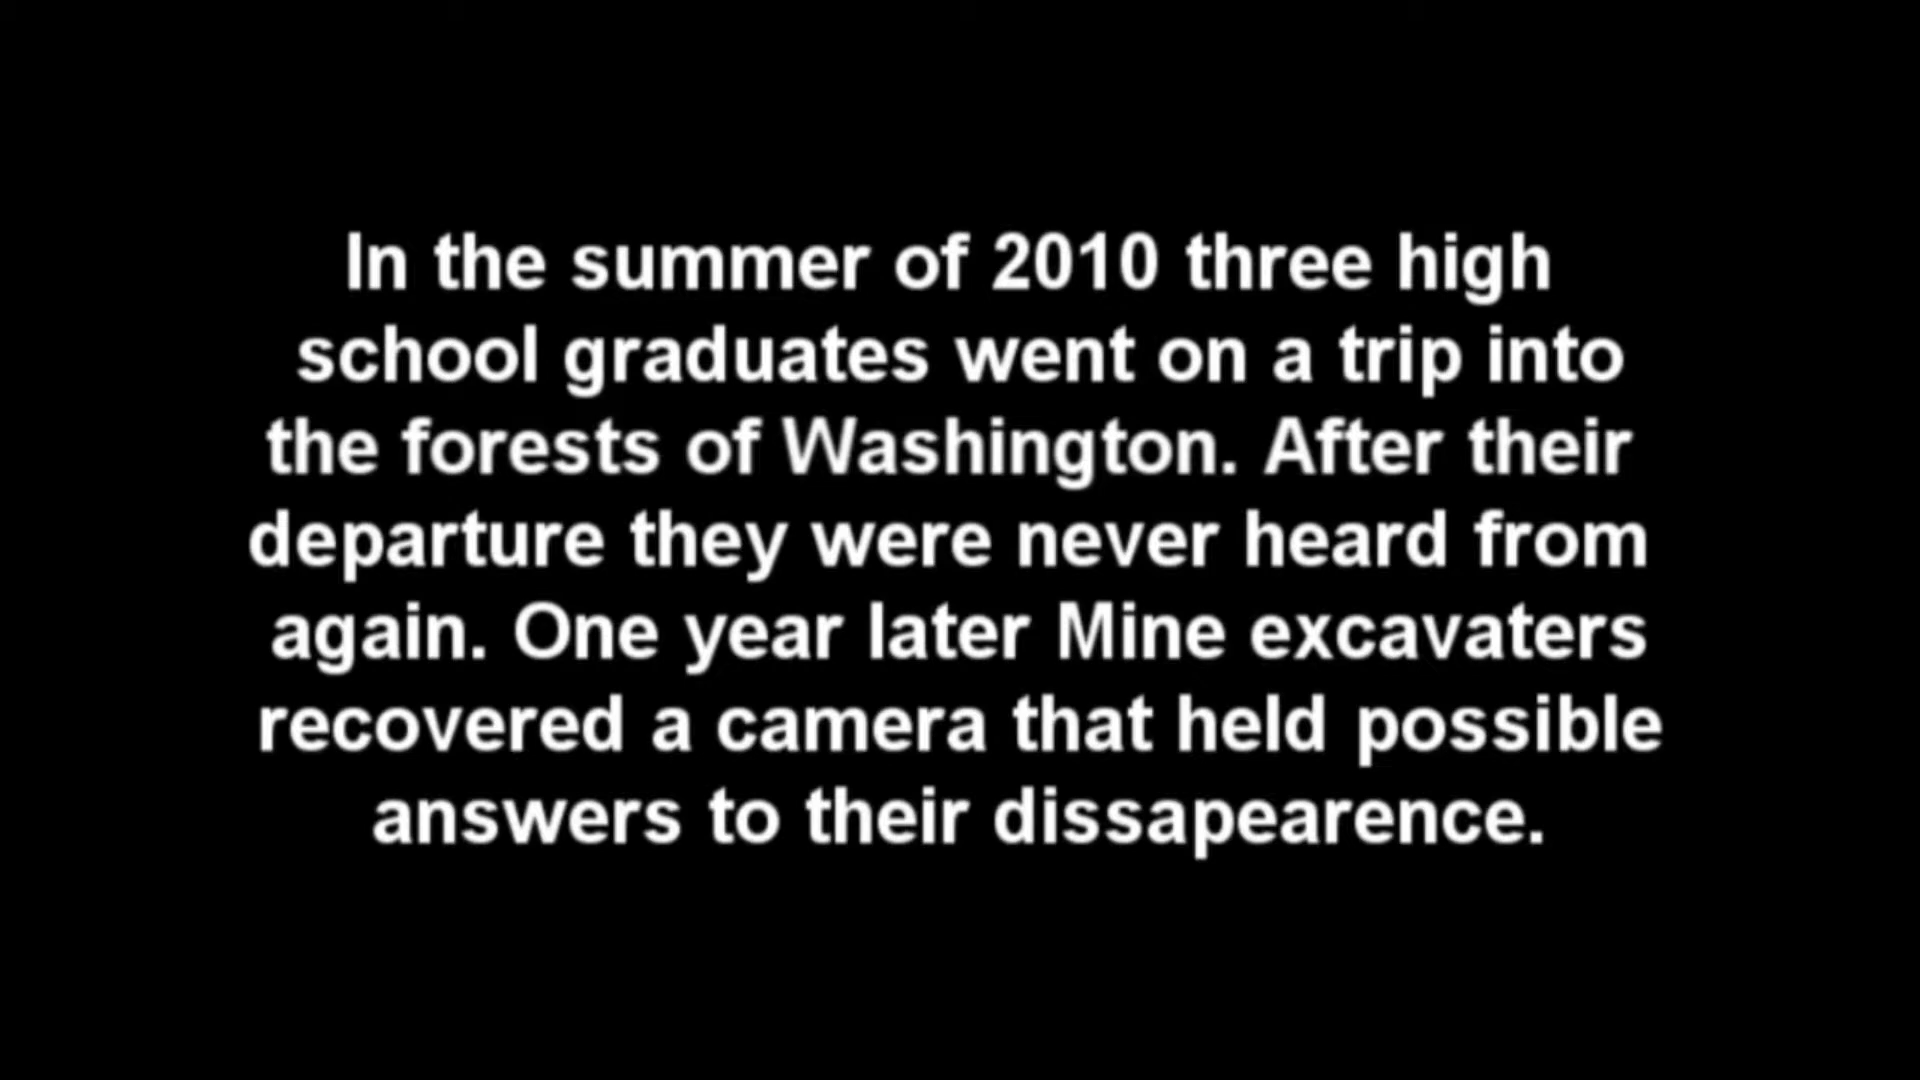 In the summer of 2010 three high
school graduates went on a trip into
the forests of Washington. After their
departure they were never heard from
again. One year later Mine excavaters
recovered a camera that held possible
answers to their dissapearence.